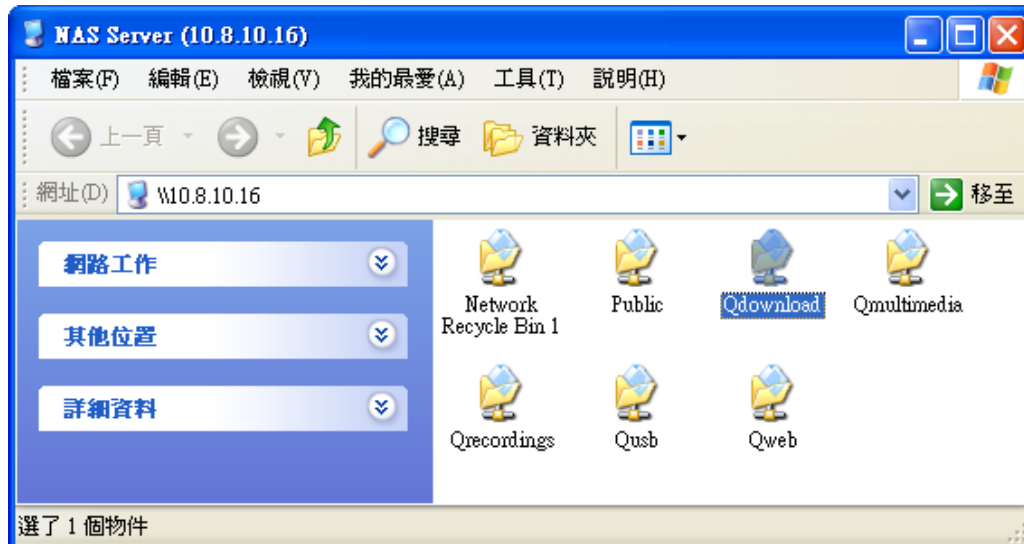 NAS Server (10.8.10.16)
檔案(F) 編輯(E) 檢視(V) 我的最愛(A) 工具(T) 說明(H)
上一頁 搜尋 資料夾
網址(D) \\10.8.10.16 移至
網路工作
其他位置
詳細資料
Network Recycle Bin 1
Public
Qdownload
Qmultimedia
Qrecordings
Qusb
Qweb
選了 1 個物件